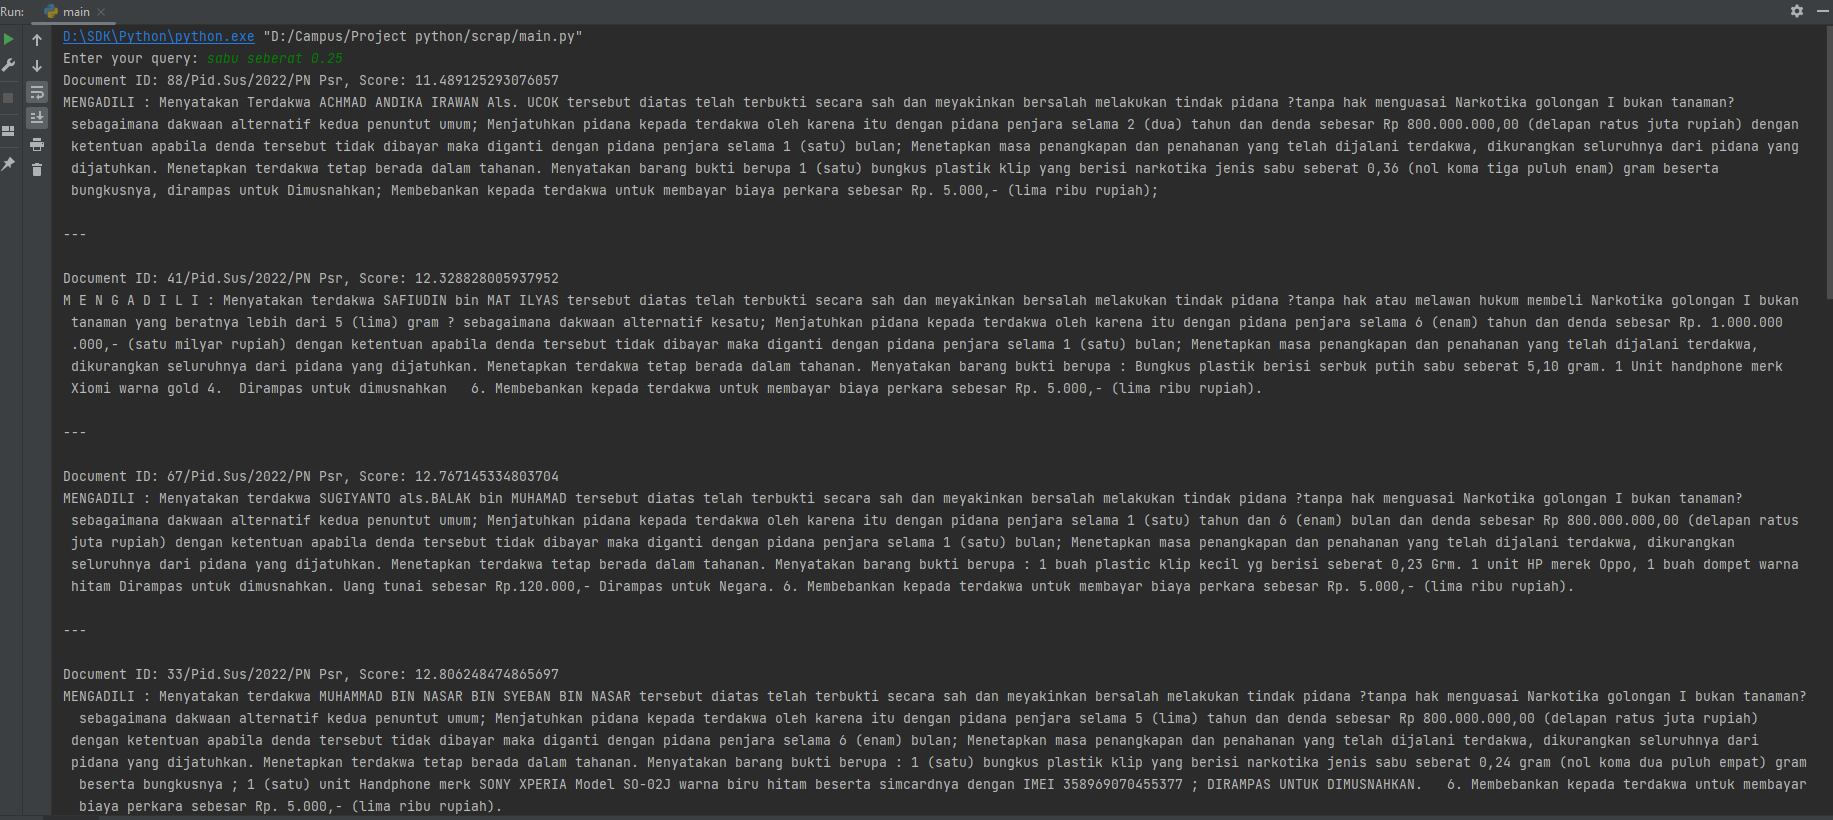 Run: main
D:\SDK\Python\python.exe "D:/Campus/Project python/scrap/main.py"
Enter your query: sabu seberat 0.25
Document ID: 88/Pid.Sus/2022/PN Psr, Score: 11.489125293076057
MENGADILI : Menyatakan Terdakwa ACHMAD ANDIKA IRAWAN Als. UCOK tersebut diatas telah terbukti secara sah dan meyakinkan bersalah melakukan tindak pidana ?tanpa hak menguasai Narkotika golongan I bukan tanaman?
sebagaimana dakwaan alternatif kedua penuntut umum; Menjatuhkan pidana kepada terdakwa oleh karena itu dengan pidana penjara selama 2 (dua) tahun dan denda sebesar Rp 800.000.000,00 (delapan ratus juta rupiah) dengan
ketentuan apabila denda tersebut tidak dibayar maka diganti dengan pidana penjara selama 1 (satu) bulan; Menetapkan masa penangkapan dan penahanan yang telah dijalani terdakwa, dikurangkan seluruhnya dari pidana yang
dijatuhkan. Menetapkan terdakwa tetap berada dalam tahanan. Menyatakan barang bukti berupa 1 (satu) bungkus plastik klip yang berisi narkotika jenis sabu seberat 0,36 (nol koma tiga puluh enam) gram beserta
bungkusnya, dirampas untuk Dimusnahkan; Membebankan kepada terdakwa untuk membayar biaya perkara sebesar Rp. 5.000,- (lima ribu rupiah);
---
Document ID: 41/Pid.Sus/2022/PN Psr, Score: 12.328828005937952
M E N G A D I L I : Menyatakan terdakwa SAFIUDIN bin MAT ILYAS tersebut diatas telah terbukti secara sah dan meyakinkan bersalah melakukan tindak pidana ?tanpa hak atau melawan hukum membeli Narkotika golongan I bukan
tanaman yang beratnya lebih dari 5 (lima) gram ? sebagaimana dakwaan alternatif kesatu; Menjatuhkan pidana kepada terdakwa oleh karena itu dengan pidana penjara selama 6 (enam) tahun dan denda sebesar Rp. 1.000.000
.000,- (satu milyar rupiah) dengan ketentuan apabila denda tersebut tidak dibayar maka diganti dengan pidana penjara selama 1 (satu) bulan; Menetapkan masa penangkapan dan penahanan yang telah dijalani terdakwa,
dikurangkan seluruhnya dari pidana yang dijatuhkan. Menetapkan terdakwa tetap berada dalam tahanan. Menyatakan barang bukti berupa : Bungkus plastik berisi serbuk putih sabu seberat 5,10 gram. 1 Unit handphone merk
Xiomi warna gold 4.  Dirampas untuk dimusnahkan   6. Membebankan kepada terdakwa untuk membayar biaya perkara sebesar Rp. 5.000,- (lima ribu rupiah).
---
Document ID: 67/Pid.Sus/2022/PN Psr, Score: 12.767145334803704
MENGADILI : Menyatakan terdakwa SUGIYANTO als.BALAK bin MUHAMAD tersebut diatas telah terbukti secara sah dan meyakinkan bersalah melakukan tindak pidana ?tanpa hak menguasai Narkotika golongan I bukan tanaman?
sebagaimana dakwaan alternatif kedua penuntut umum; Menjatuhkan pidana kepada terdakwa oleh karena itu dengan pidana penjara selama 1 (satu) tahun dan 6 (enam) bulan dan denda sebesar Rp 800.000.000,00 (delapan ratus
juta rupiah) dengan ketentuan apabila denda tersebut tidak dibayar maka diganti dengan pidana penjara selama 1 (satu) bulan; Menetapkan masa penangkapan dan penahanan yang telah dijalani terdakwa, dikurangkan
seluruhnya dari pidana yang dijatuhkan. Menetapkan terdakwa tetap berada dalam tahanan. Menyatakan barang bukti berupa : 1 buah plastic klip kecil yg berisi seberat 0,23 Grm. 1 unit HP merek Oppo, 1 buah dompet warna
hitam Dirampas untuk dimusnahkan. Uang tunai sebesar Rp.120.000,- Dirampas untuk Negara. 6. Membebankan kepada terdakwa untuk membayar biaya perkara sebesar Rp. 5.000,- (lima ribu rupiah).
---
Document ID: 33/Pid.Sus/2022/PN Psr, Score: 12.806248474865697
MENGADILI : Menyatakan terdakwa MUHAMMAD BIN NASAR BIN SYEBAN BIN NASAR tersebut diatas telah terbukti secara sah dan meyakinkan bersalah melakukan tindak pidana ?tanpa hak menguasai Narkotika golongan I bukan tanaman?
sebagaimana dakwaan alternatif kedua penuntut umum; Menjatuhkan pidana kepada terdakwa oleh karena itu dengan pidana penjara selama 5 (lima) tahun dan denda sebesar Rp 800.000.000,00 (delapan ratus juta rupiah)
dengan ketentuan apabila denda tersebut tidak dibayar maka diganti dengan pidana penjara selama 6 (enam) bulan; Menetapkan masa penangkapan dan penahanan yang telah dijalani terdakwa, dikurangkan seluruhnya dari
pidana yang dijatuhkan. Menetapkan terdakwa tetap berada dalam tahanan. Menyatakan barang bukti berupa : 1 (satu) bungkus plastik klip yang berisi narkotika jenis sabu seberat 0,24 gram (nol koma dua puluh empat) gram
beserta bungkusnya ; 1 (satu) unit Handphone merk SONY XPERIA Model SO-02J warna biru hitam beserta simcardnya dengan IMEI 358969070455377 ; DIRAMPAS UNTUK DIMUSNAHKAN.   6. Membebankan kepada terdakwa untuk membayar
biaya perkara sebesar Rp. 5.000,- (lima ribu rupiah).